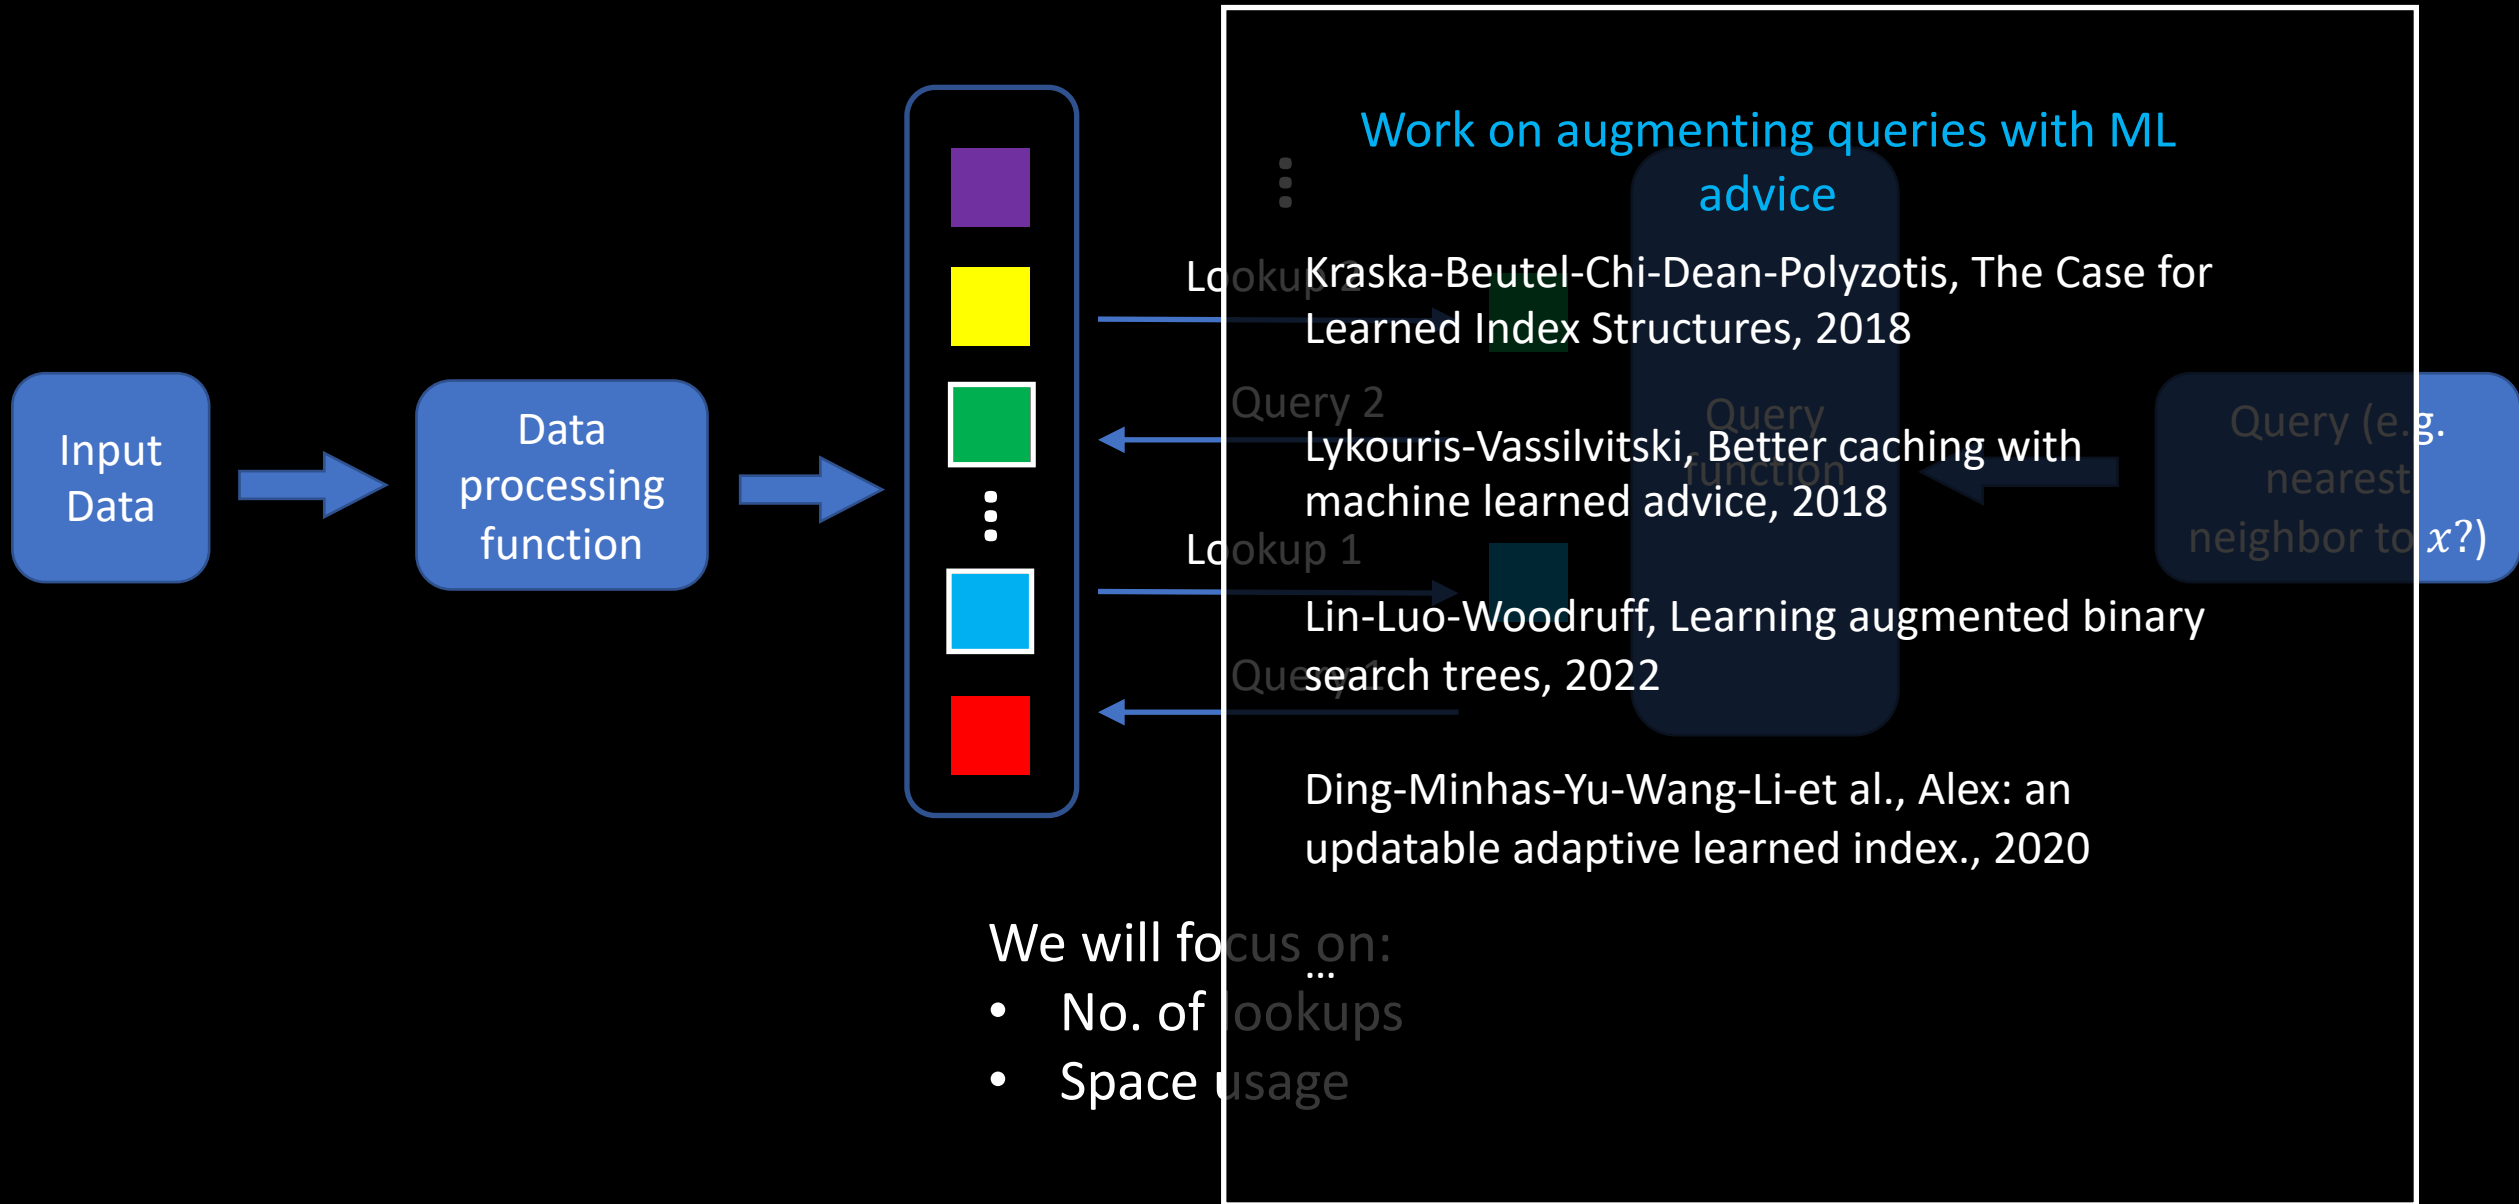 Input
Data
Data
processing
function
Lookup 2
Query 2
Lookup 1
Query 1
Query
function
Query (e.g.
nearest
neighbor to x?)
We will focus on:
• No. of lookups
• Space usage
Work on augmenting queries with ML
advice
Kraska-Beutel-Chi-Dean-Polyzotis, The Case for
Learned Index Structures, 2018
Lykouris-Vassilvitski, Better caching with
machine learned advice, 2018
Lin-Luo-Woodruff, Learning augmented binary
search trees, 2022
Ding-Minhas-Yu-Wang-Li-et al., Alex: an
updatable adaptive learned index., 2020
...